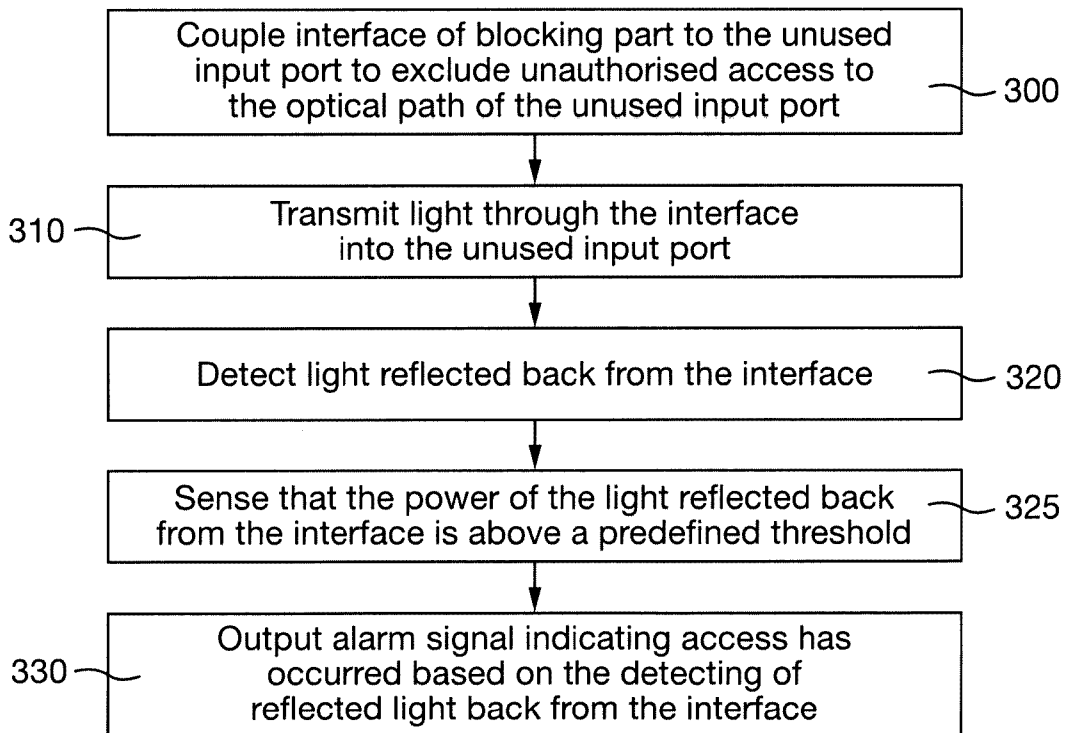 Couple interface of blocking part to the unused
input port to exclude unauthorised access to
the optical path of the unused input port
300
310
Transmit light through the interface
into the unused input port
Detect light reflected back from the interface
320
Sense that the power of the light reflected back
from the interface is above a predefined threshold
325
330
Output alarm signal indicating access has
occurred based on the detecting of
reflected light back from the interface